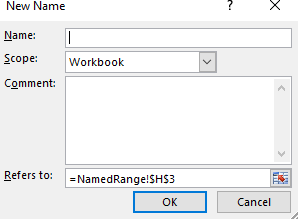 New Name
Name:
Scope: Workbook
Comment:
Refers to: =NamedRange!$H$3
OK Cancel